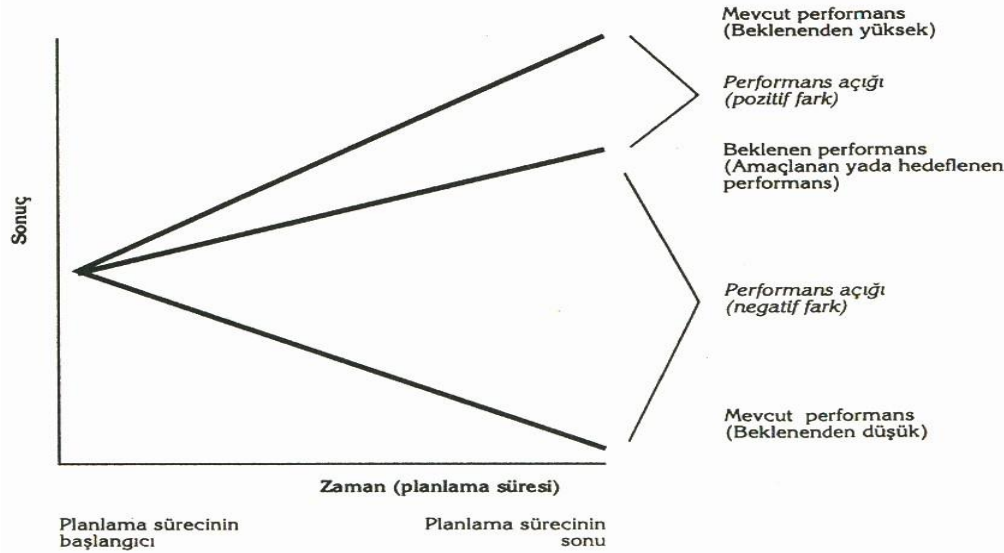 Mevcut performans
(Beklenenden yüksek)
Performans açığı
(pozitif fark)
Beklenen performans
(Amaçlanan yada hedeflenen
performans)
Sonuç
Performans açığı
(negatif fark)
Mevcut performans
(Beklenenden düşük)
Zaman (planlama süresi)
Planlama sürecinin
başlangıcı
Planlama sürecinin
sonu